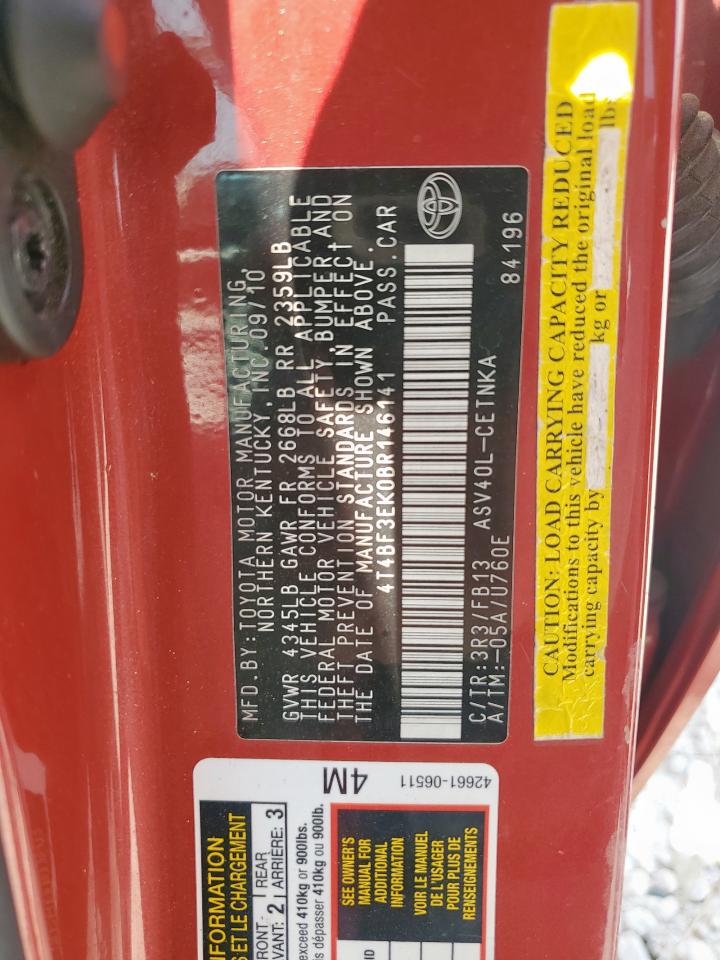 MFD.BY:TOYOTA MOTOR MANUFACTURING,
NORTHERN KENTUCKY, INC. 09/10
GVWR 4345LB GAWR FR 2668LB RR 2359LB
THIS VEHICLE CONFORMS TO ALL APPLICABLE
FEDERAL MOTOR VEHICLE SAFETY, BUMPER, AND
THEFT PREVENTION STANDARDS IN EFFECT ON
THE DATE OF MANUFACTURE SHOWN ABOVE.
4T4BF3EK0BR146141 PASS.CAR
C/TR:3R3/FB13 ASV40L-CETNKA
A/TM:-05A/U760E 84196
CAUTION: LOAD CARRYING CAPACITY REDUCED
Modifications to this vehicle have reduced the original load
carrying capacity by kg or lbs
4M
42661-06511
INFORMATION
S ET LE CHARGEMENT
FRONT: 2 REAR 3
AVANT: ARRIÈRE:
exceed 410kg or 900lbs.
is dépasser 410kg ou 900lb.
SEE OWNER'S
MANUAL FOR
ADDITIONAL
INFORMATION
VOIR LE MANUEL
DE L'USAGER
POUR PLUS DE
RENSEIGNEMENTS